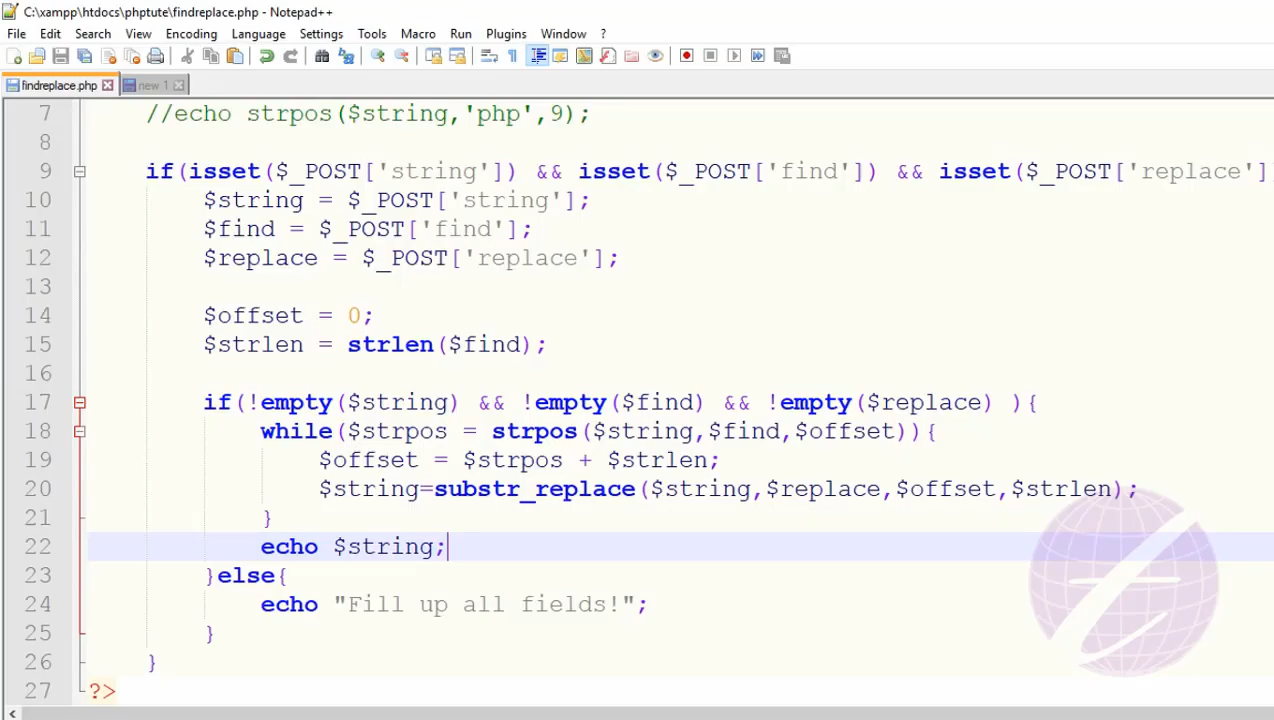 C:\xampp\htdocs\phptute\findreplace.php - Notepad++
File Edit Search View Encoding Language Settings Tools Macro Run Plugins Window ?
findreplace.php new 1
7 //echo strpos($string,'php',9);
8
9 if(isset($_POST['string']) && isset($_POST['find']) && isset($_POST['replace']
10 $string = $_POST['string'];
11 $find = $_POST['find'];
12 $replace = $_POST['replace'];
13
14 $offset = 0;
15 $strlen = strlen($find);
16
17 if(!empty($string) && !empty($find) && !empty($replace) ){
18 while($strpos = strpos($string,$find,$offset)){
19 $offset = $strpos + $strlen;
20 $string=substr_replace($string,$replace,$offset,$strlen);
21 }
22 echo $string;
23 }else{
24 echo "Fill up all fields!";
25 }
26 }
27 ?>